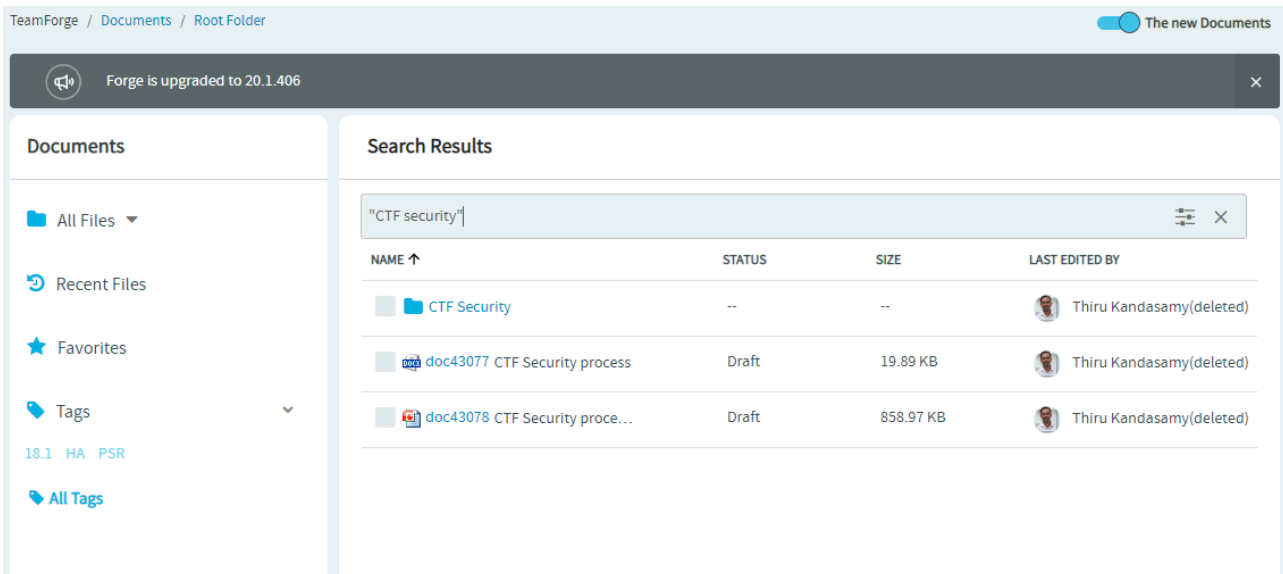 TeamForge / Documents / Root Folder
The new Documents
Forge is upgraded to 20.1.406
Documents
All Files
Recent Files
Favorites
Tags
18.1 HA PSR
All Tags
Search Results
"CTF security"
NAME STATUS SIZE LAST EDITED BY
CTF Security -- -- Thiru Kandasamy(deleted)
doc43077 CTF Security process Draft 19.89 KB Thiru Kandasamy(deleted)
doc43078 CTF Security proce... Draft 858.97 KB Thiru Kandasamy(deleted)